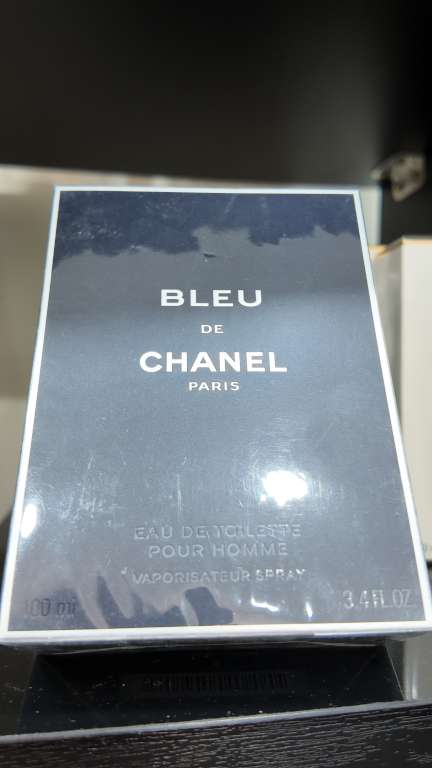 BLEU
DE
CHANEL
PARIS
EAU DE TOILETTE
POUR HOMME
VAPORISATEUR SPRAY
100 ml
3.4 FL.OZ